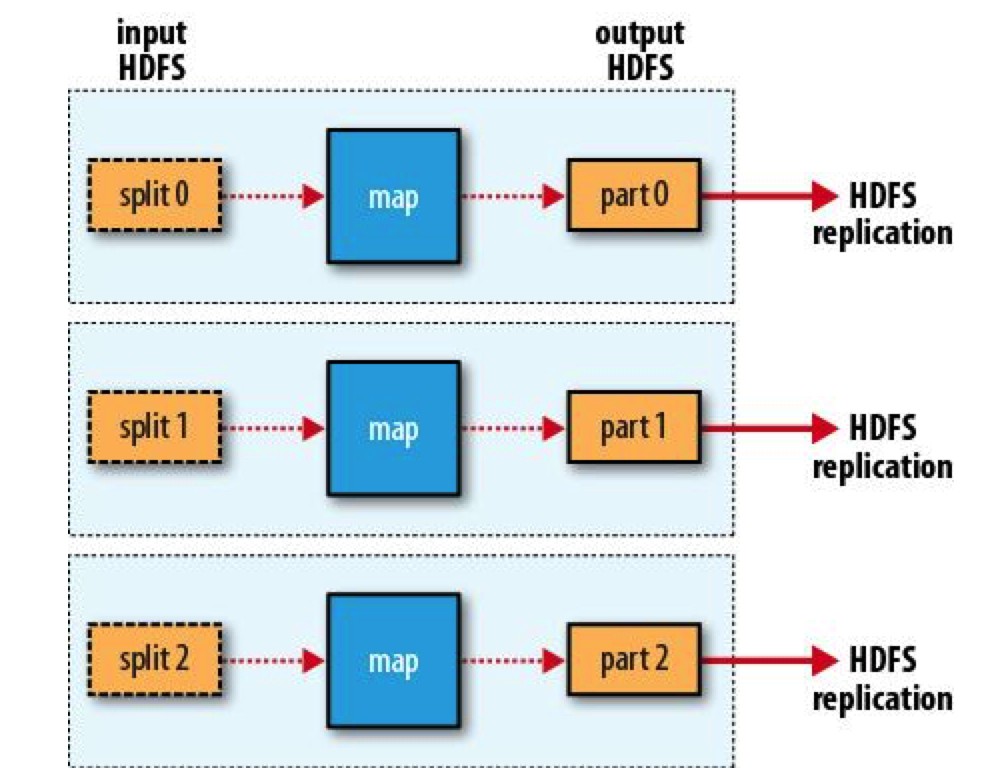 input
HDFS
output
HDFS
split 0
map
part 0
HDFS
replication
split 1
map
part 1
HDFS
replication
split 2
map
part 2
HDFS
replication